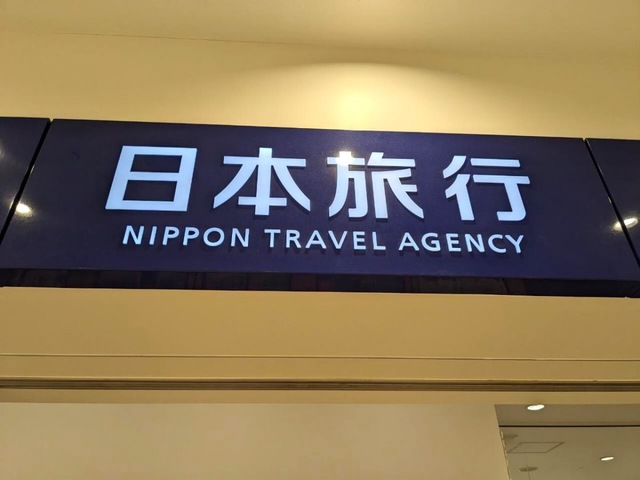 日本旅行
NIPPON TRAVEL AGENCY